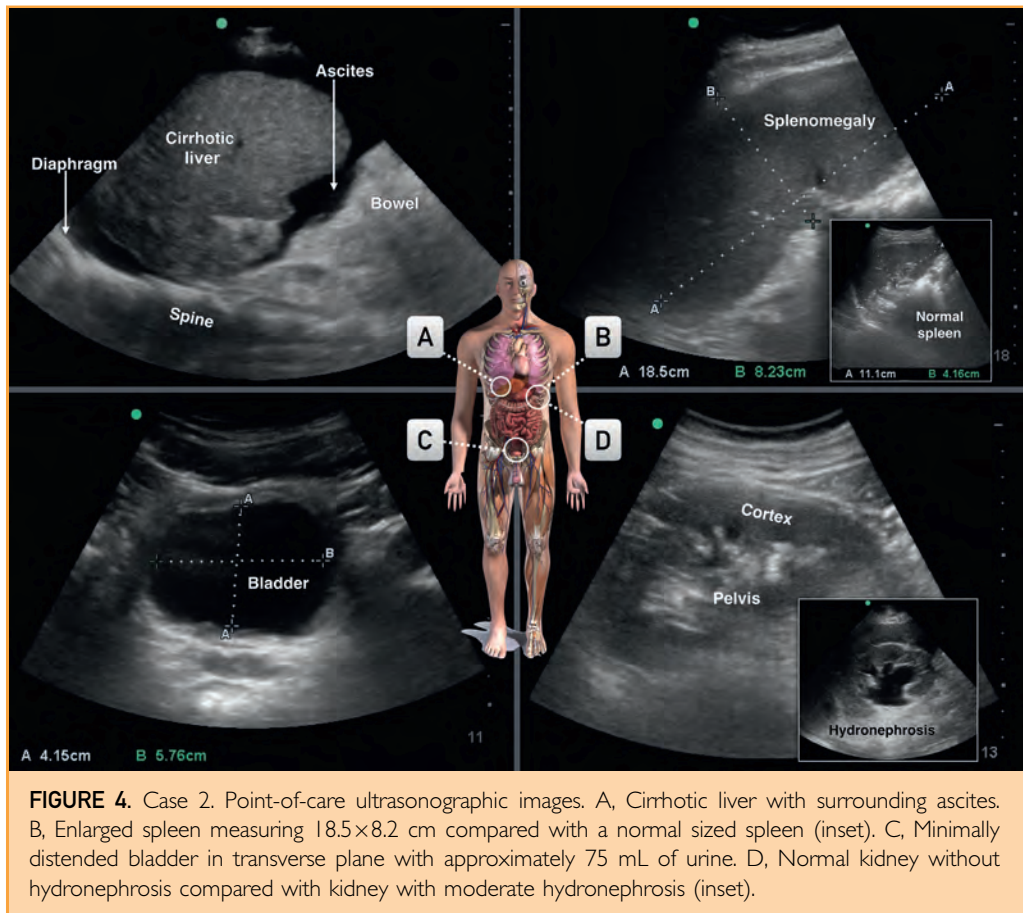 Ascites
Cirrhotic
liver
Diaphragm
Bowel
Spine
B
A
Splenomegaly
A
Normal
spleen
A 11.1cm B 4.16cm
18
A 18.5cm B 8.23cm
A
B
C
D
A
B
Bladder
A
11
A 4.15cm B 5.76cm
Cortex
Pelvis
Hydronephrosis
13
FIGURE 4. Case 2. Point-of-care ultrasonographic images. A, Cirrhotic liver with surrounding ascites.
B, Enlarged spleen measuring 18.5×8.2 cm compared with a normal sized spleen (inset). C, Minimally
distended bladder in transverse plane with approximately 75 mL of urine. D, Normal kidney without
hydronephrosis compared with kidney with moderate hydronephrosis (inset).